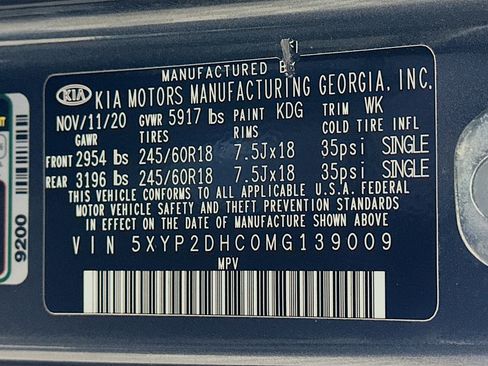 MANUFACTURED BY
KIA KIA MOTORS MANUFACTURING GEORGIA, INC.
NOV/11/20 GVWR 5917 lbs PAINT KDG TRIM WK
GAWR TIRES RIMS COLD TIRE INFL
FRONT 2954 lbs 245/60R18 7.5Jx18 35psi SINGLE
REAR 3196 lbs 245/60R18 7.5Jx18 35psi SINGLE
THIS VEHICLE CONFORMS TO ALL APPLICABLE U.S.A. FEDERAL
MOTOR VEHICLE SAFETY AND THEFT PREVENTION STANDARDS
IN EFFECT ON THE DATE OF MANUFACTURE SHOWN ABOVE
VIN 5XYP2DHC0MG139009
MPV
9200